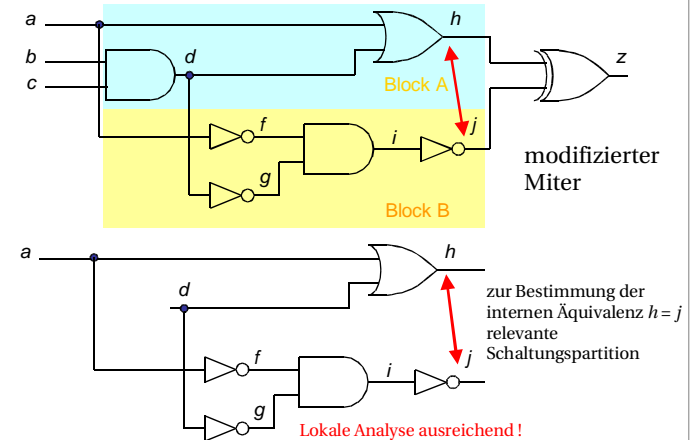 a
h
b
d
z
c
Block A
f
j
i
g
modifizierter
Miter
Block B
a
h
d
zur Bestimmung der
internen Äquivalenz h = j
relevante
Schaltungspartition
f
j
i
g
Lokale Analyse ausreichend !